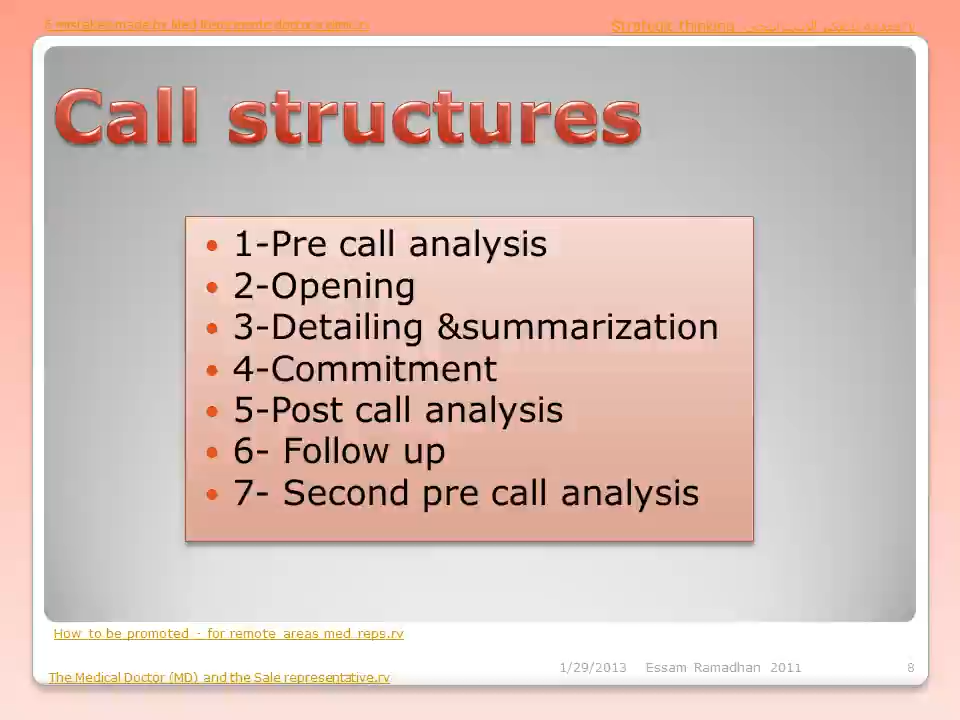 Strategic thinking
Call structures
1-Pre call analysis
2-Opening
3-Detailing &summarization
4-Commitment
5-Post call analysis
6- Follow up
7- Second pre call analysis
How to be promoted - for remote areas med reps.rv
1/29/2013 Essam Ramadhan 2011 8
The Medical Doctor (MD) and the Sale representative.rv